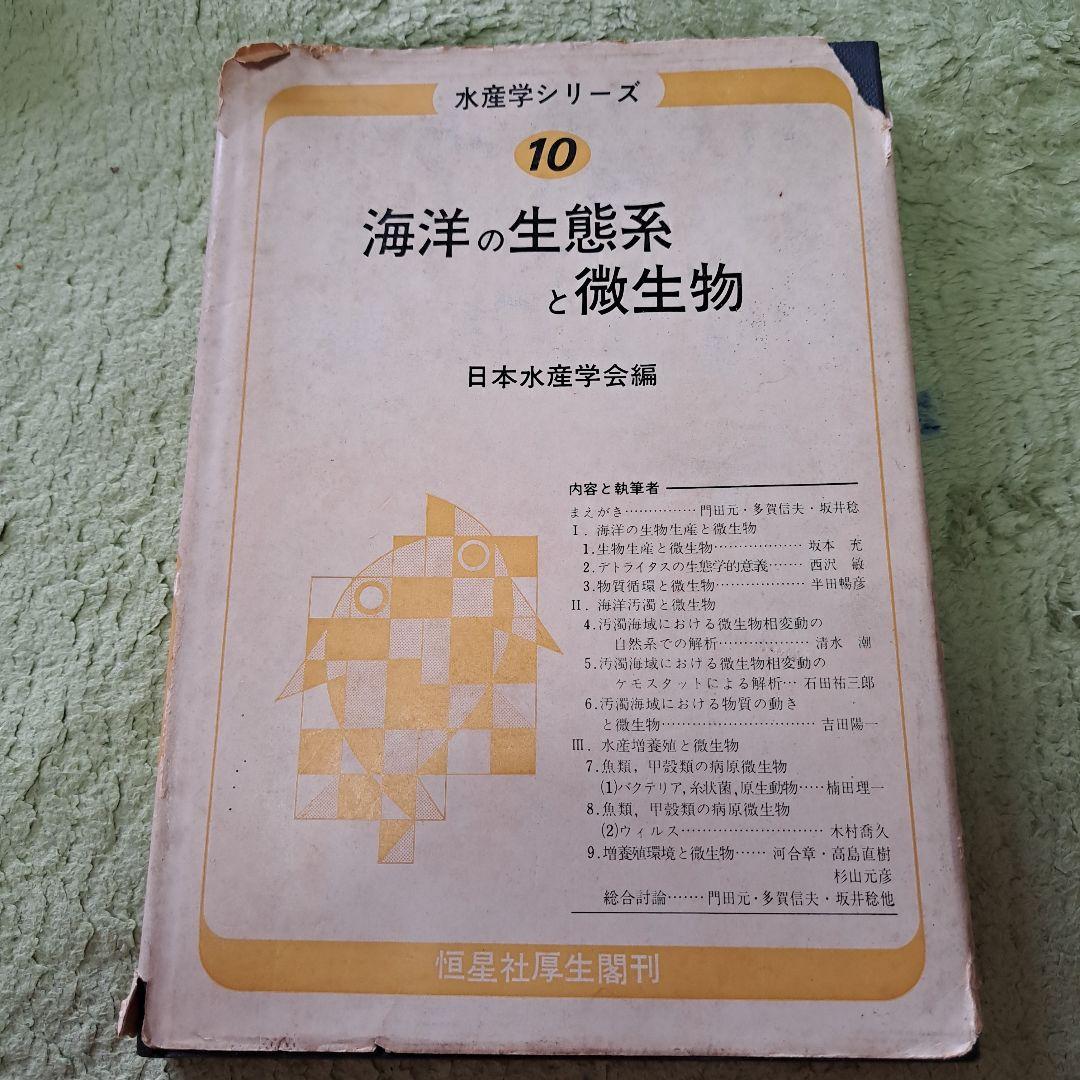 水産学シリーズ
10
海洋の生態系
と微生物
日本水産学会編
内容と執筆者
まえがき……………門田元・多賀信夫・坂井稔
Ⅰ. 海洋の生物生産と微生物
1.生物生産と微生物………………坂本 充
2.デトライタスの生態学的意義……西沢 敏
3.物質循環と微生物………………半田暢彦
Ⅱ. 海洋汚濁と微生物
4.汚濁海域における微生物相変動の
自然系での解析………………清水 潮
5.汚濁海域における微生物相変動の
ケモスタットによる解析…石田祐三郎
6.汚濁海域における物質の動き
と微生物…………………………吉田陽一
Ⅲ. 水産増養殖と微生物
7.魚類，甲殻類の病原微生物
(1)バクテリア,糸状菌,原生動物……楠田理一
8.魚類，甲殻類の病原微生物
(2)ウィルス………………………木村喬久
9.増養殖環境と微生物……河合章・高島直樹
杉山元彦
総合討論……門田元・多賀信夫・坂井稔他
恒星社厚生閣刊